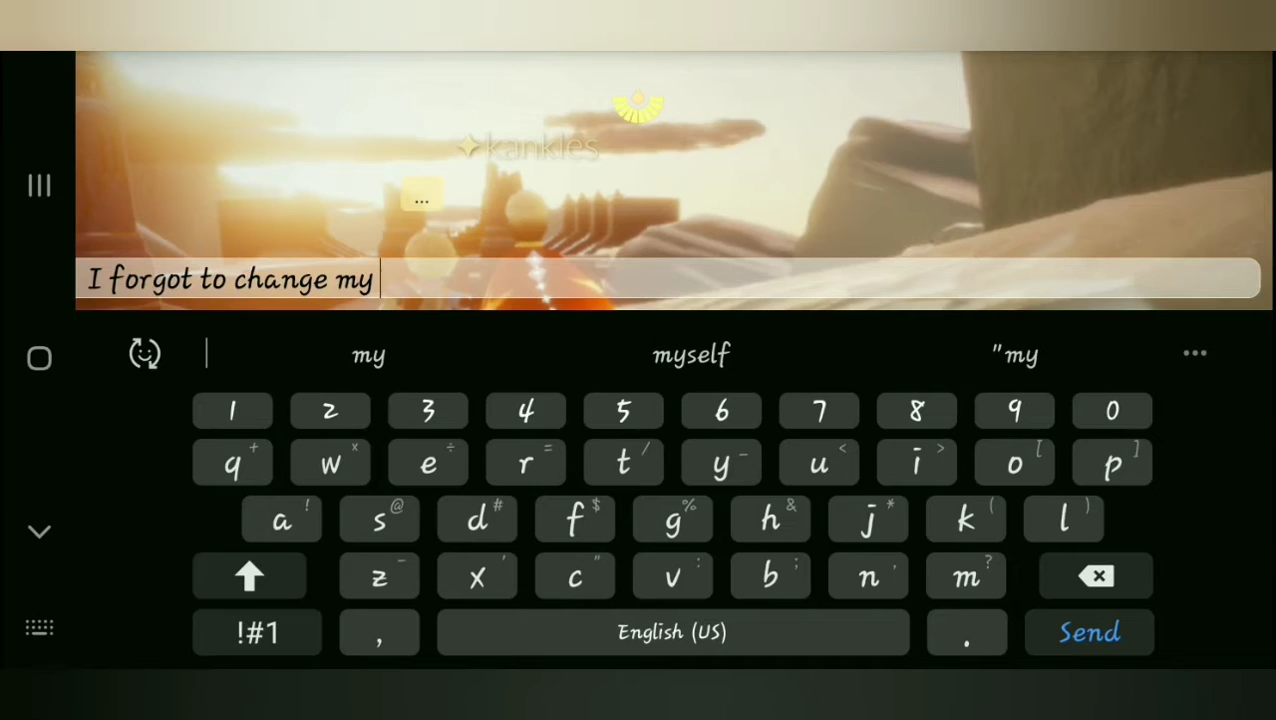 ✦kankles
...
I forgot to change my
my myself "my ...
1 2 3 4 5 6 7 8 9 0
q + w × e ÷ r = t / y _ u < i > o [ p ]
a ! s @ d # f $ g % h & j * k ( l )
z - x ' c " v : b ; n , m ?
!#1 , English (US) . Send